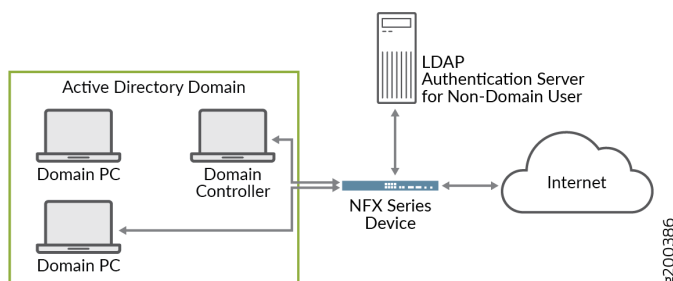 LDAP
Authentication Server
for Non-Domain User
Active Directory Domain
Domain PC
Domain
Controller
NFX Series
Device
Internet
Domain PC
g200386